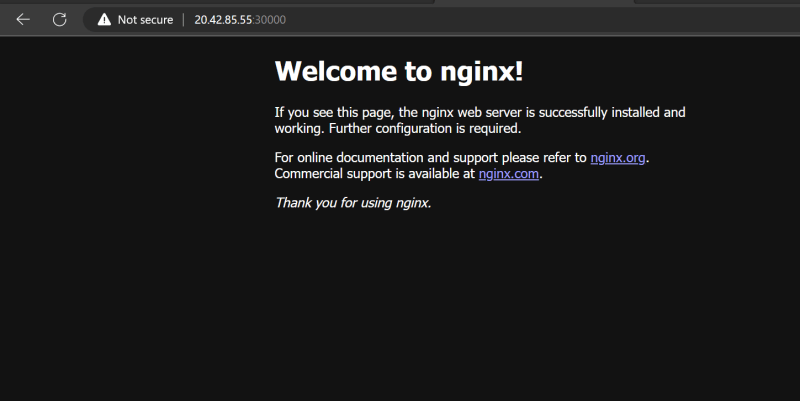 Not secure | 20.42.85.55:30000
Welcome to nginx!
If you see this page, the nginx web server is successfully installed and
working. Further configuration is required.
For online documentation and support please refer to nginx.org.
Commercial support is available at nginx.com.
Thank you for using nginx.